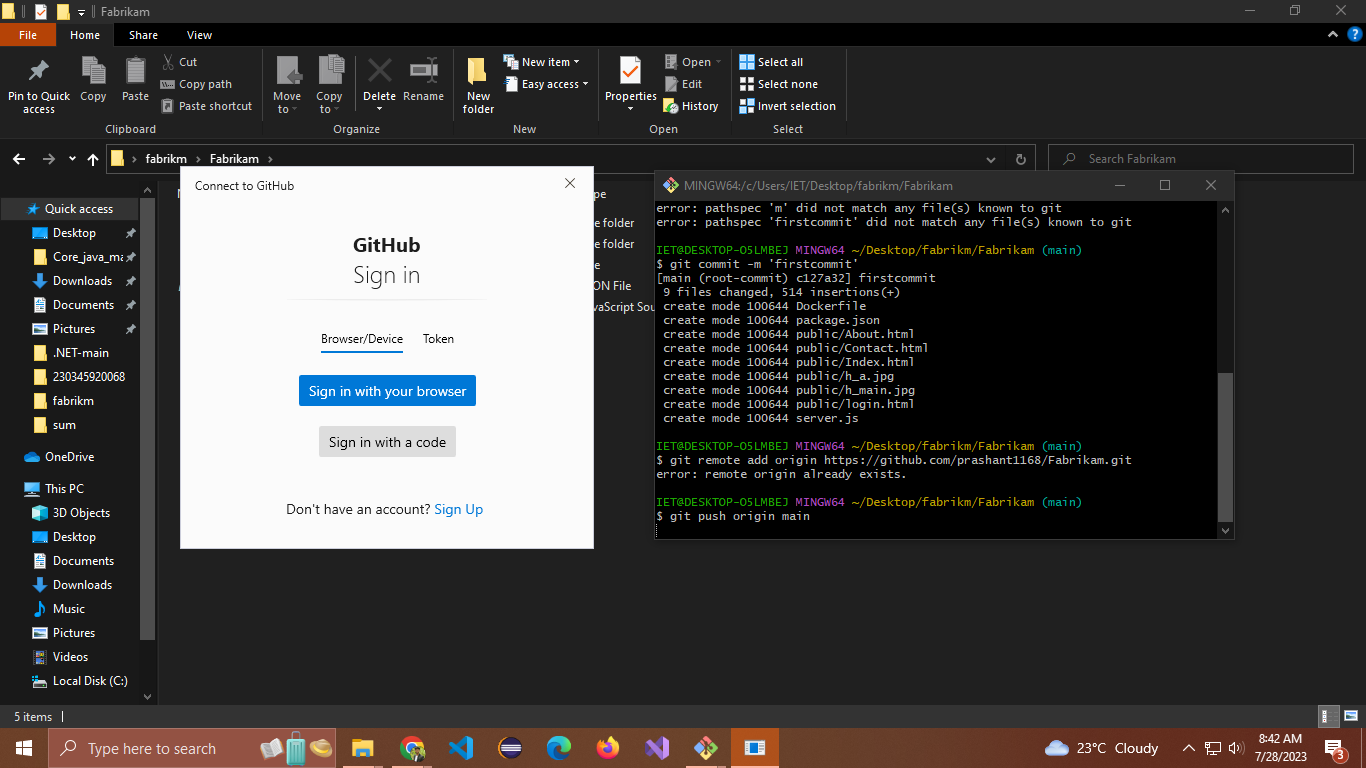 Fabrikam
File
Home
Share
View
Pin to Quick access
Copy
Paste
Cut
Copy path
Paste shortcut
Clipboard
Move to
Copy to
Delete
Rename
Organize
New folder
New item
Easy access
New
Properties
Open
Edit
History
Open
Select all
Select none
Invert selection
Select
fabrikm > Fabrikam >
Search Fabrikam
Quick access
Desktop
Core_java_ma
Downloads
Documents
Pictures
.NET-main
230345920068
fabrikm
sum
OneDrive
This PC
3D Objects
Desktop
Documents
Downloads
Music
Pictures
Videos
Local Disk (C:)
5 items
Connect to GitHub
GitHub
Sign in
Browser/Device
Token
Sign in with your browser
Sign in with a code
Don't have an account? Sign Up
pe
e folder
e folder
e
ON File
vaScript Sou
MINGW64:/c/Users/IET/Desktop/fabrikm/Fabrikam
error: pathspec 'm' did not match any file(s) known to git
error: pathspec 'firstcommit' did not match any file(s) known to git
IET@DESKTOP-O5LMBEJ MINGW64 ~/Desktop/fabrikm/Fabrikam (main)
$ git commit -m 'firstcommit'
[main (root-commit) c127a32] firstcommit
9 files changed, 514 insertions(+)
create mode 100644 Dockerfile
create mode 100644 package.json
create mode 100644 public/About.html
create mode 100644 public/Contact.html
create mode 100644 public/Index.html
create mode 100644 public/h_a.jpg
create mode 100644 public/h_main.jpg
create mode 100644 public/login.html
create mode 100644 server.js
IET@DESKTOP-O5LMBEJ MINGW64 ~/Desktop/fabrikm/Fabrikam (main)
$ git remote add origin https://github.com/prashant1168/Fabrikam.git
error: remote origin already exists.
IET@DESKTOP-O5LMBEJ MINGW64 ~/Desktop/fabrikm/Fabrikam (main)
$ git push origin main
Type here to search
23°C Cloudy
8:42 AM
7/28/2023
3